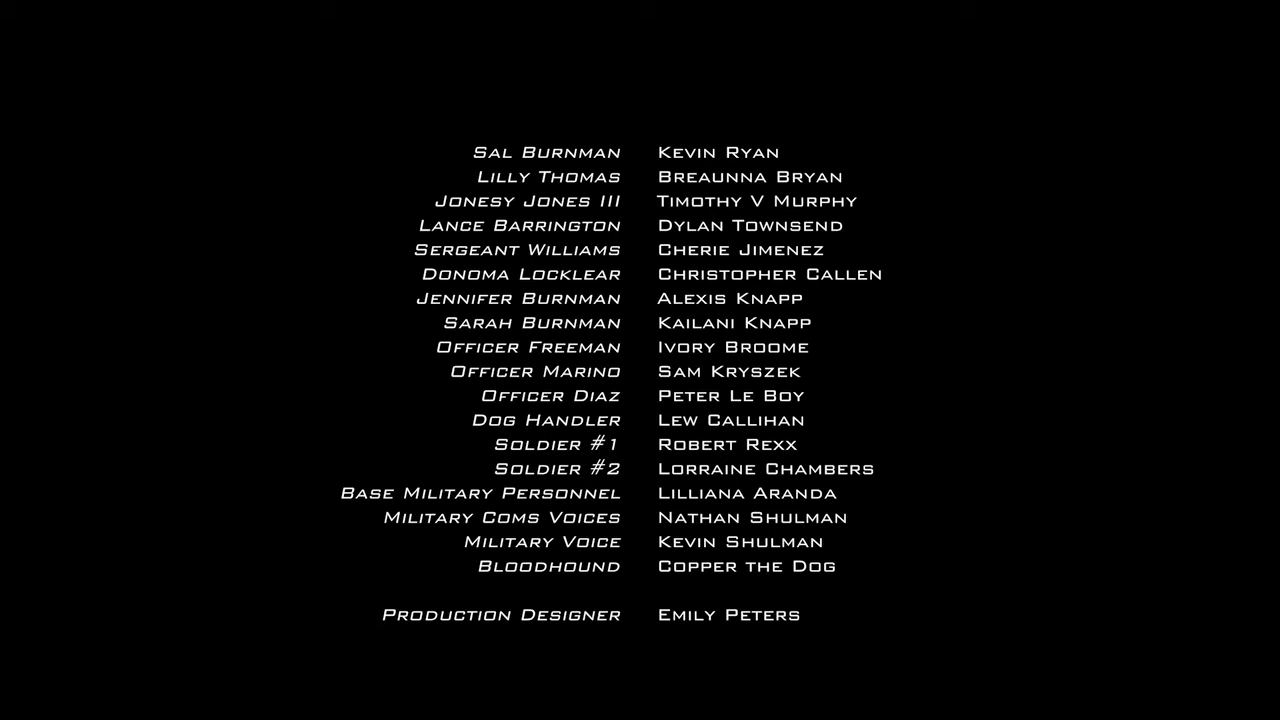 Sal Burnman Kevin Ryan
Lilly Thomas Breaunna Bryan
Jonesy Jones III Timothy V Murphy
Lance Barrington Dylan Townsend
Sergeant Williams Cherie Jimenez
Donoma Locklear Christopher Callen
Jennifer Burnman Alexis Knapp
Sarah Burnman Kailani Knapp
Officer Freeman Ivory Broome
Officer Marino Sam Kryszek
Officer Diaz Peter Le Boy
Dog Handler Lew Callihan
Soldier #1 Robert Rexx
Soldier #2 Lorraine Chambers
Base Military Personnel Lilliana Aranda
Military Coms Voices Nathan Shulman
Military Voice Kevin Shulman
Bloodhound Copper the Dog
Production Designer Emily Peters